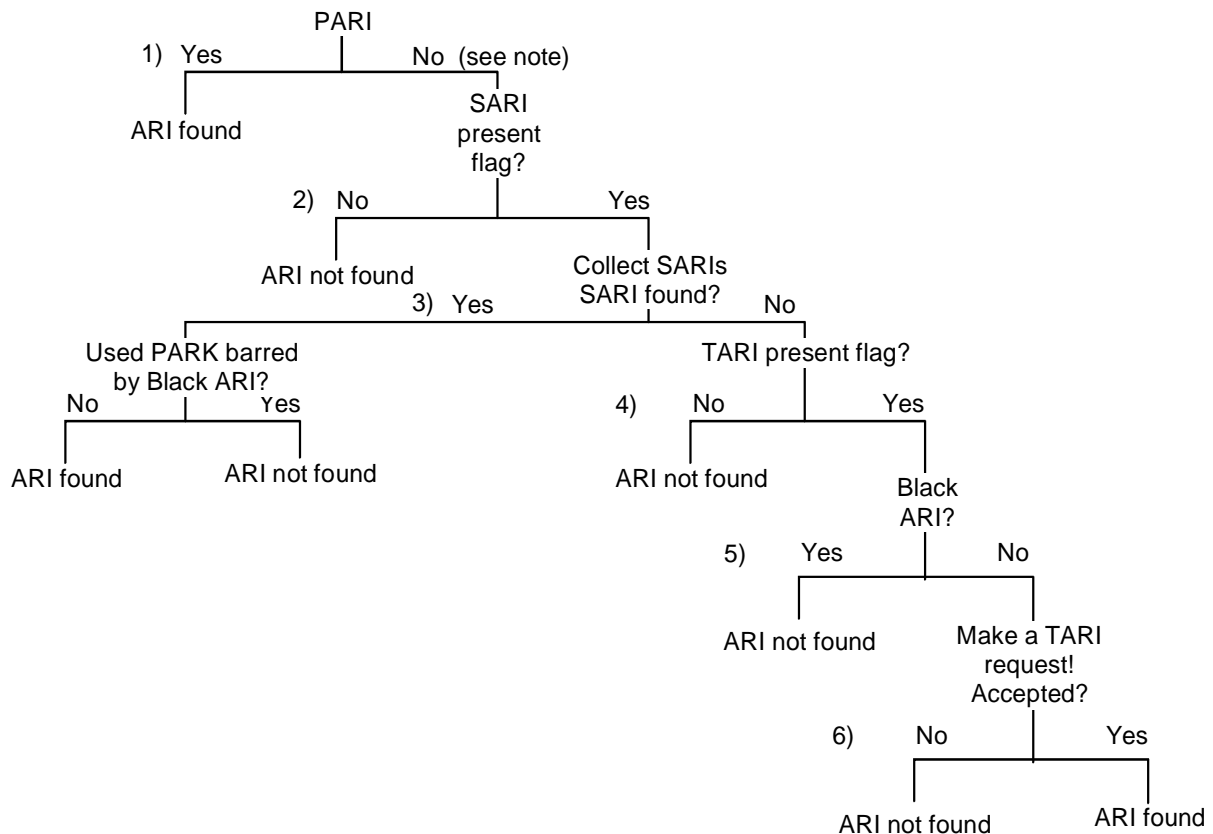 PARI
1) Yes No (see note)
ARI found
SARI
present
flag?
2) No Yes
ARI not found
Collect SARIs
SARI found?
3) Yes No
Used PARK barred
by Black ARI?
TARI present flag?
No Yes
4) No Yes
ARI found
ARI not found
ARI not found
Black
ARI?
5) Yes No
ARI not found
Make a TARI
request!
Accepted?
6) No Yes
ARI not found
ARI found